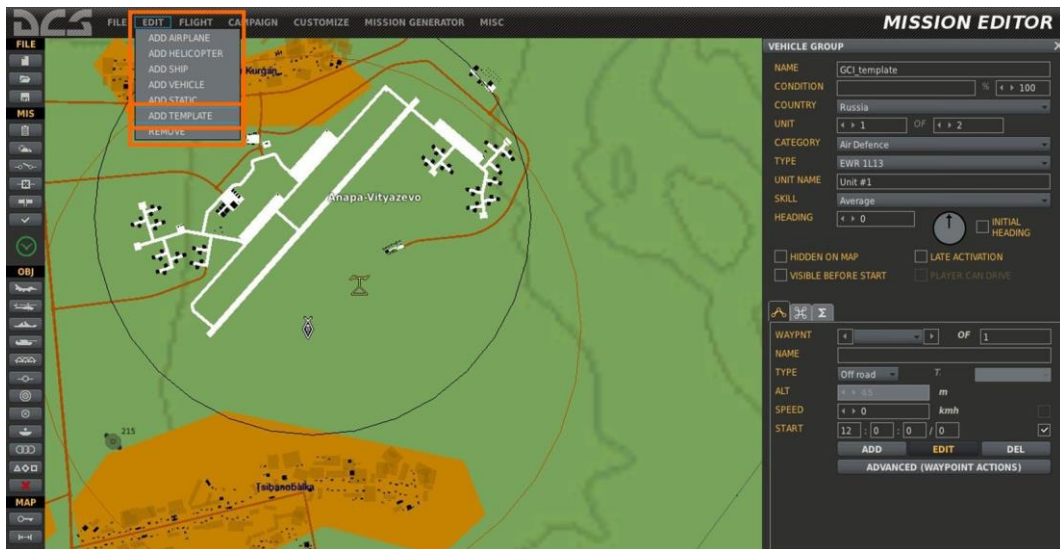 DCS
FILE EDIT FLIGHT CAMPAIGN CUSTOMIZE MISSION GENERATOR MISC
MISSION EDITOR
ADD AIRPLANE
ADD HELICOPTER
ADD SHIP
ADD VEHICLE
ADD STATIC
ADD TEMPLATE
REMOVE
FILE
MIS
OBJ
MAP
Kurgan
Anapa-Vityazevo
215
Tsibanobalka
VEHICLE GROUP X
NAME GCI_template
CONDITION % 100
COUNTRY Russia
UNIT 1 OF 2
CATEGORY Air Defence
TYPE EWR 1L13
UNIT NAME Unit #1
SKILL Average
HEADING 0 INITIAL HEADING
HIDDEN ON MAP LATE ACTIVATION
VISIBLE BEFORE START PLAYER CAN DRIVE
Σ
WAYPNT OF 1
NAME
TYPE Off road T.
ALT 45 m
SPEED 0 kmh
START 12 : 0 : 0 / 0
ADD EDIT DEL
ADVANCED (WAYPOINT ACTIONS)